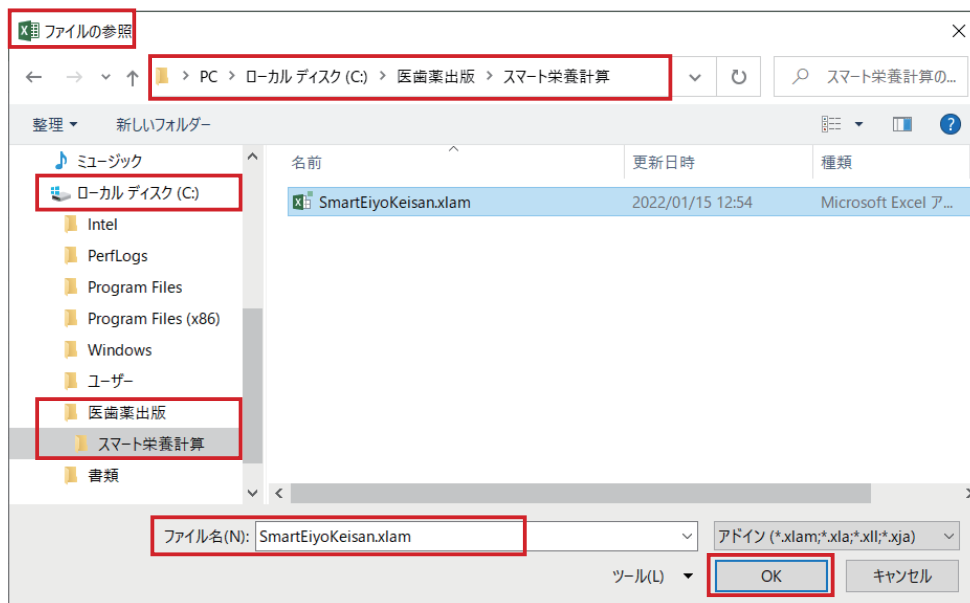 ファイルの参照
PC > ローカル ディスク (C:) > 医歯薬出版 > スマート栄養計算
スマート栄養計算の...
整理
新しいフォルダー
ミュージック
ローカル ディスク (C:)
Intel
PerfLogs
Program Files
Program Files (x86)
Windows
ユーザー
医歯薬出版
スマート栄養計算
書類
名前 更新日時 種類
SmartEiyoKeisan.xlam 2022/01/15 12:54 Microsoft Excel ア...
ファイル名(N): SmartEiyoKeisan.xlam
アドイン (*.xlam;*.xla;*.xll;*.xja)
ツール(L) OK キャンセル